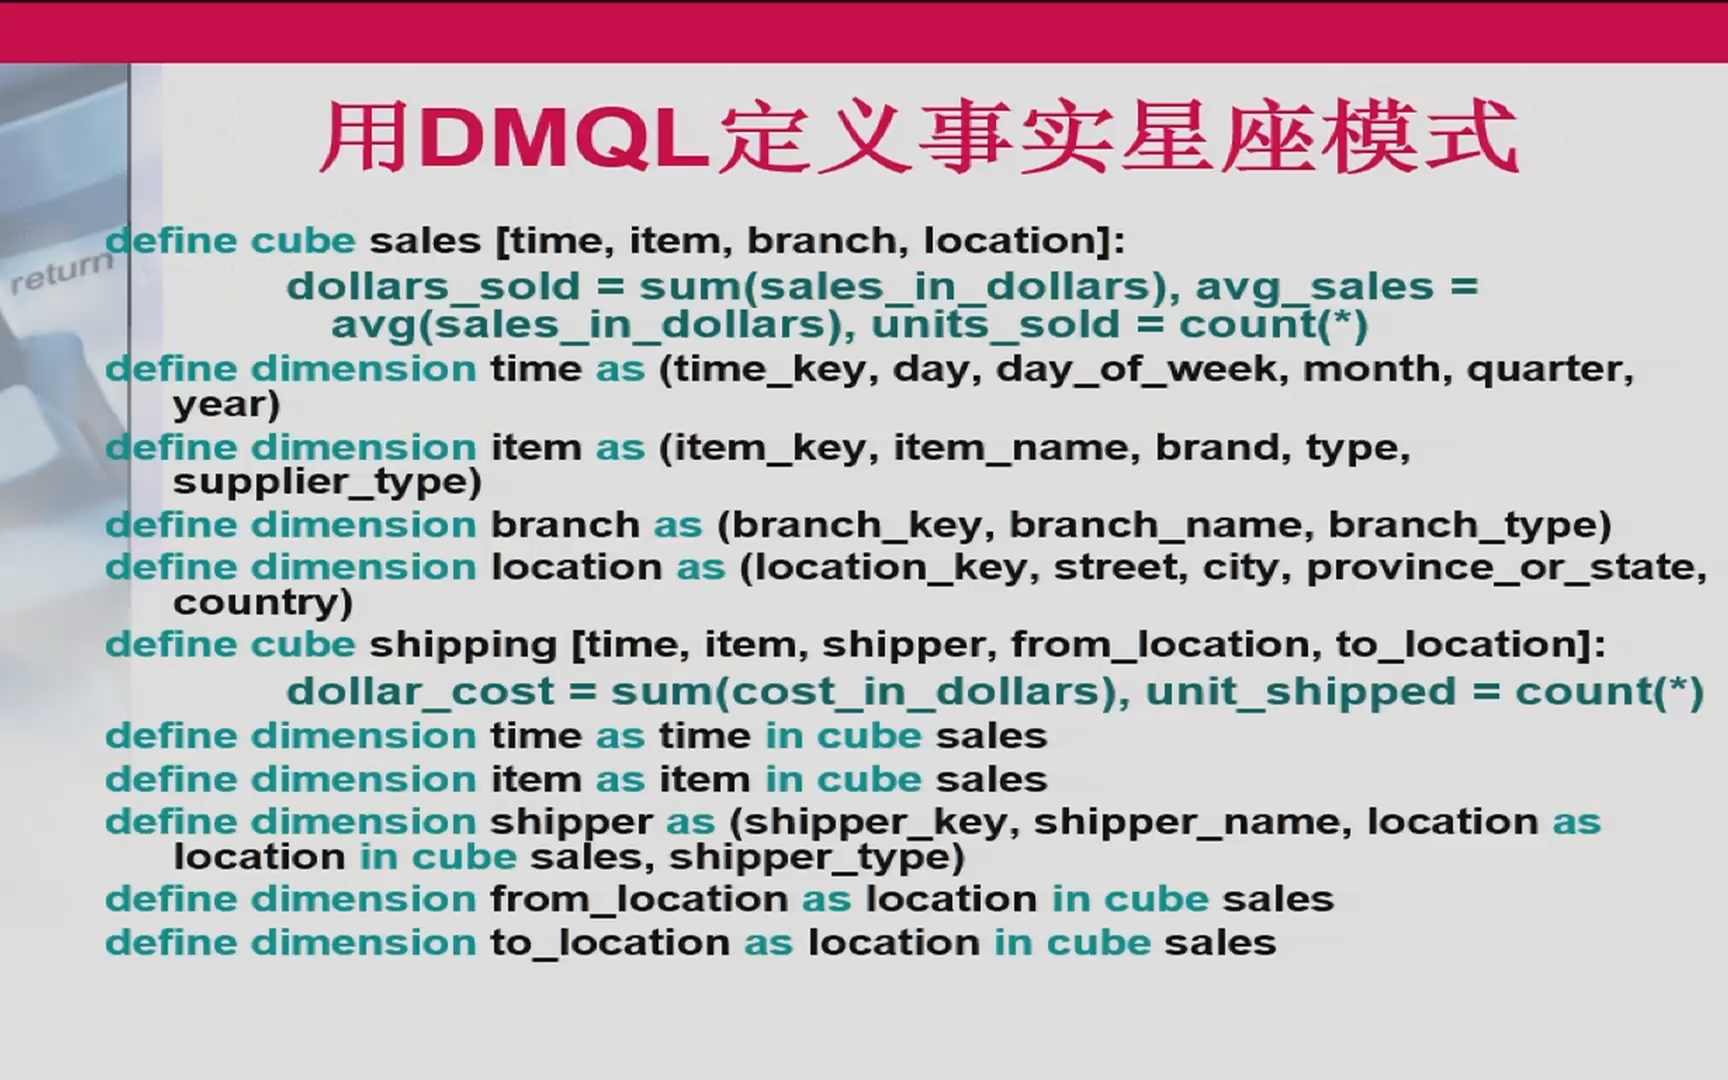 用DMQL定义事实星座模式
define cube sales [time, item, branch, location]:
dollars_sold = sum(sales_in_dollars), avg_sales =
avg(sales_in_dollars), units_sold = count(*)
define dimension time as (time_key, day, day_of_week, month, quarter,
year)
define dimension item as (item_key, item_name, brand, type,
supplier_type)
define dimension branch as (branch_key, branch_name, branch_type)
define dimension location as (location_key, street, city, province_or_state,
country)
define cube shipping [time, item, shipper, from_location, to_location]:
dollar_cost = sum(cost_in_dollars), unit_shipped = count(*)
define dimension time as time in cube sales
define dimension item as item in cube sales
define dimension shipper as (shipper_key, shipper_name, location as
location in cube sales, shipper_type)
define dimension from_location as location in cube sales
define dimension to_location as location in cube sales
return